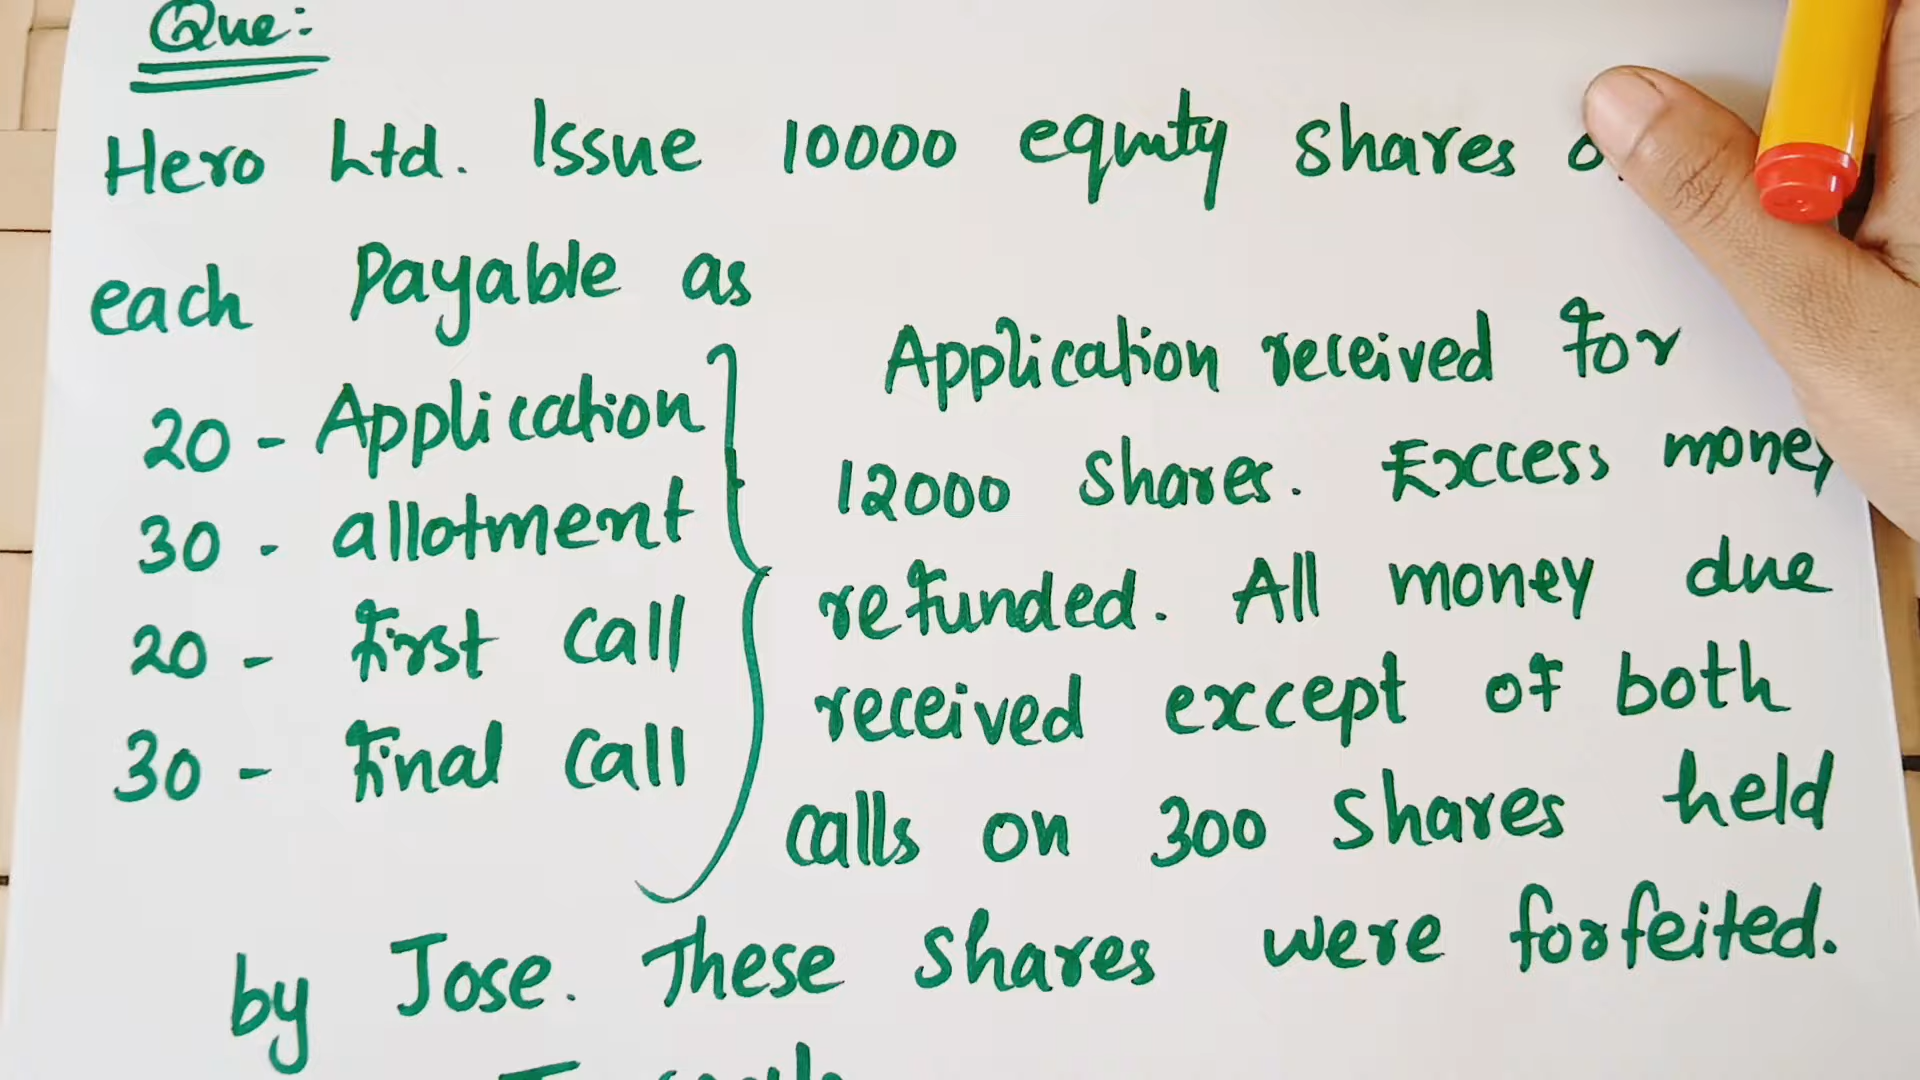 Que:
Hero Ltd. Issue 10000 equity shares
each Payable as
20 - Application
30 - allotment
20 - first call
30 - final call
Application received for
12000 shares. Excess money
refunded. All money due
received except of both
calls on 300 shares held
by Jose. These shares were forfeited.